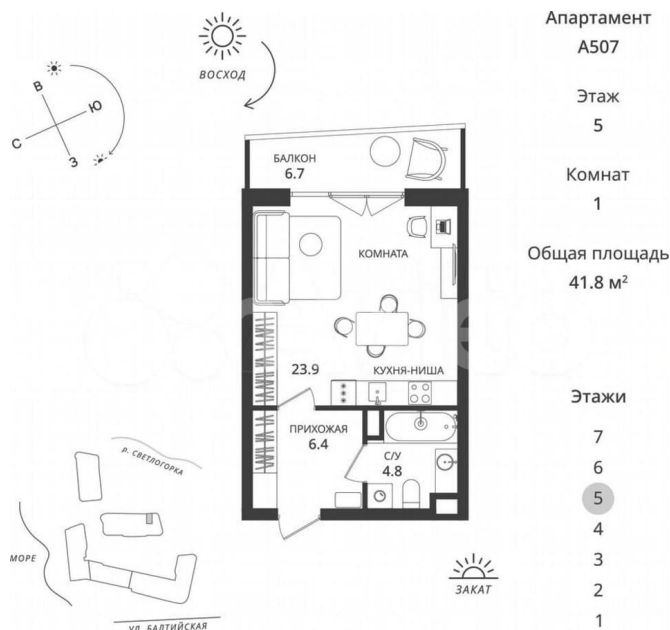 Апартамент
А507
Этаж
5
Комнат
1
Общая площадь
41.8 м²
Этажи
7
6
5
4
3
2
1
ВОСХОД
В
Ю
С
З
БАЛКОН
6.7
КОМНАТА
23.9
КУХНЯ-НИША
ПРИХОЖАЯ
6.4
С/У
4.8
р. СВЕТЛОГОРКА
МОРЕ
УЛ. БАЛТИЙСКАЯ
ЗАКАТ